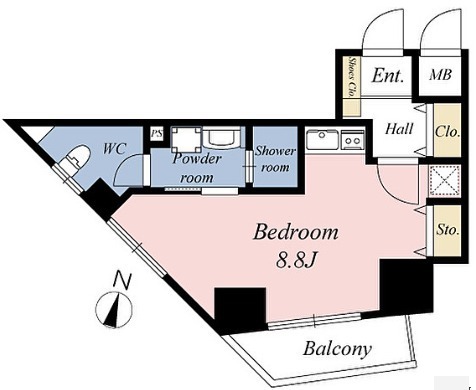 Shoes Clo.
Ent.
MB
Hall
Clo.
WC
PS
Powder
room
Shower
room
Bedroom
8.8J
Sto.
N
Balcony